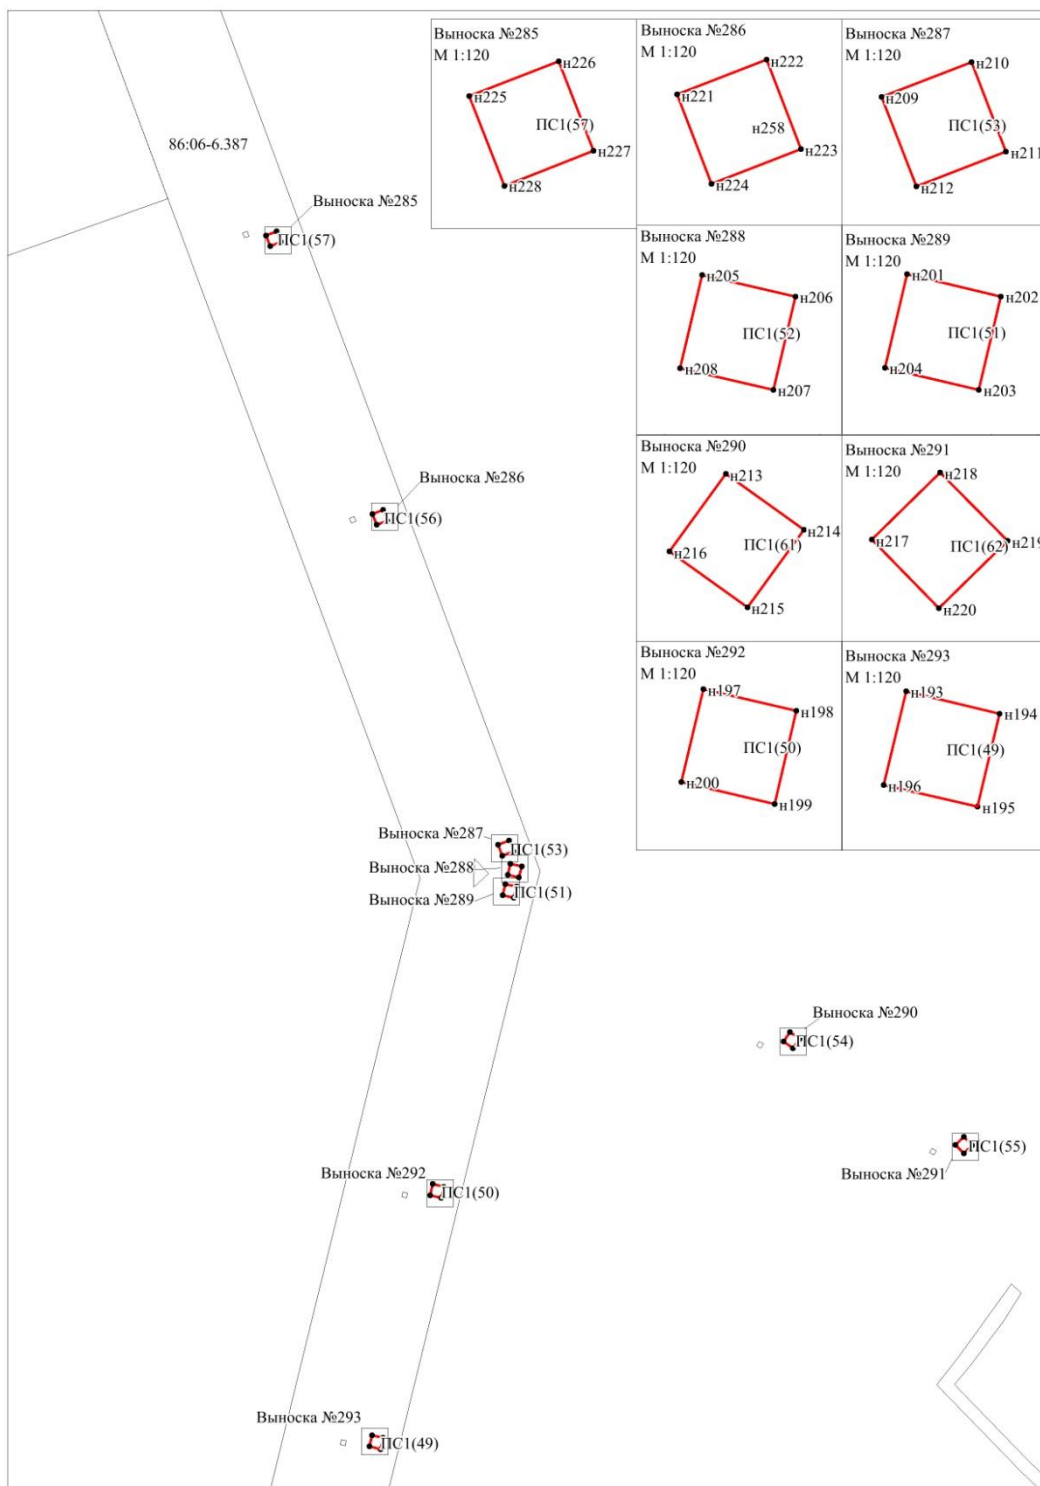 Выноска №285
М 1:120
н226
н225
ПС1(57)
н227
н228
Выноска №286
М 1:120
н222
н221
н258
н223
н224
Выноска №287
М 1:120
н210
н209
ПС1(53)
н211
н212
86:06-6.387
Выноска №285
ПС1(57)
Выноска №288
М 1:120
н205
н206
ПС1(52)
н208
н207
Выноска №289
М 1:120
н201
н202
ПС1(51)
н204
н203
Выноска №286
ПС1(56)
Выноска №290
М 1:120
н213
н214
ПС1(61)
н216
н215
Выноска №291
М 1:120
н218
н217
ПС1(62)
н219
н220
Выноска №292
М 1:120
н197
н198
ПС1(50)
н200
н199
Выноска №293
М 1:120
н193
н194
ПС1(49)
н196
н195
Выноска №287
ПС1(53)
Выноска №288
ПС1(51)
Выноска №289
Выноска №290
ПС1(54)
ПС1(55)
Выноска №291
Выноска №292
ПС1(50)
Выноска №293
ПС1(49)